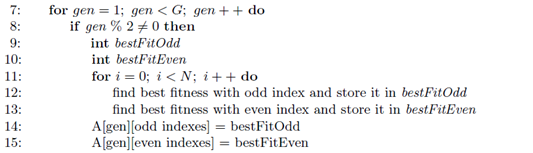 7: for gen = 1; gen < G; gen + + do
8: if gen % 2 ≠ 0 then
9: int bestFitOdd
10: int bestFitEven
11: for i = 0; i < N; i + + do
12: find best fitness with odd index and store it in bestFitOdd
13: find best fitness with even index and store it in bestFitEven
14: A[gen][odd indexes] = bestFitOdd
15: A[gen][even indexes] = bestFitEven